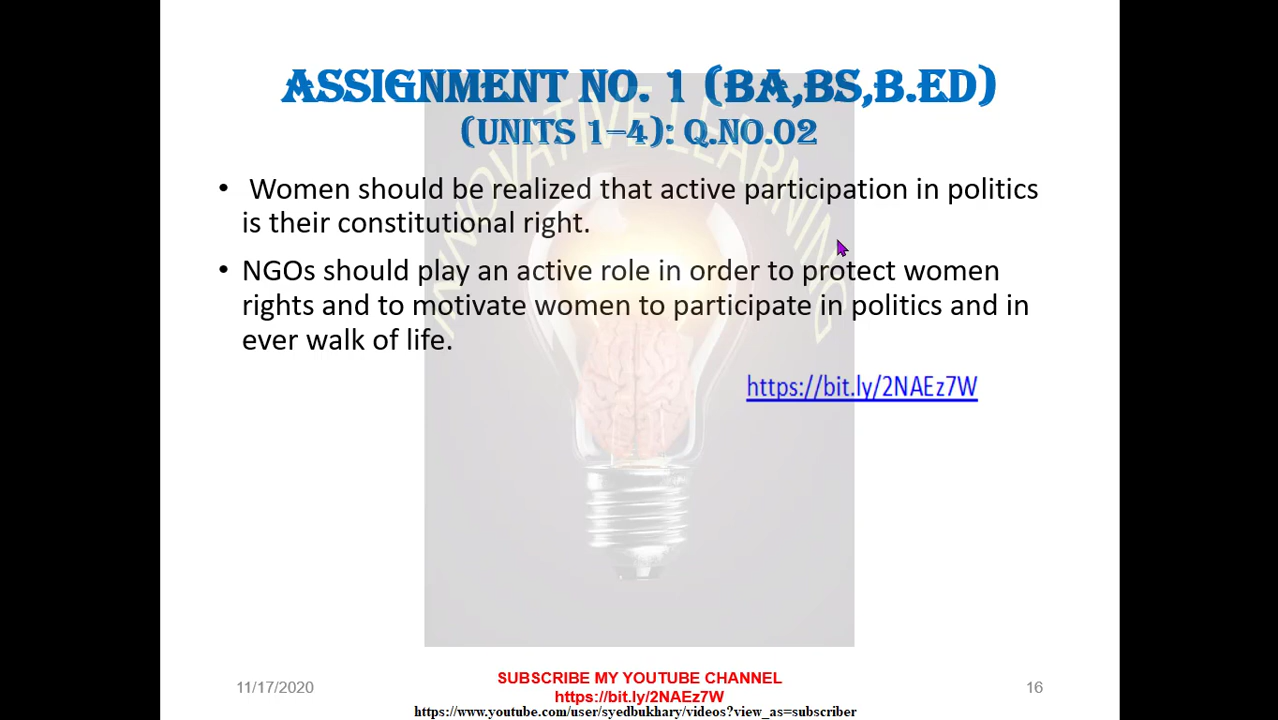 ASSIGNMENT NO. 1 (BA,BS,B.ED)
(UNITS 1-4): Q.NO.02
• Women should be realized that active participation in politics
is their constitutional right.
• NGOs should play an active role in order to protect women
rights and to motivate women to participate in politics and in
ever walk of life.
https://bit.ly/2NAEz7W
INNOVATIVE LEARNING
11/17/2020
SUBSCRIBE MY YOUTUBE CHANNEL
https://bit.ly/2NAEz7W
https://www.youtube.com/user/syedbukhary/videos?view_as=subscriber
16